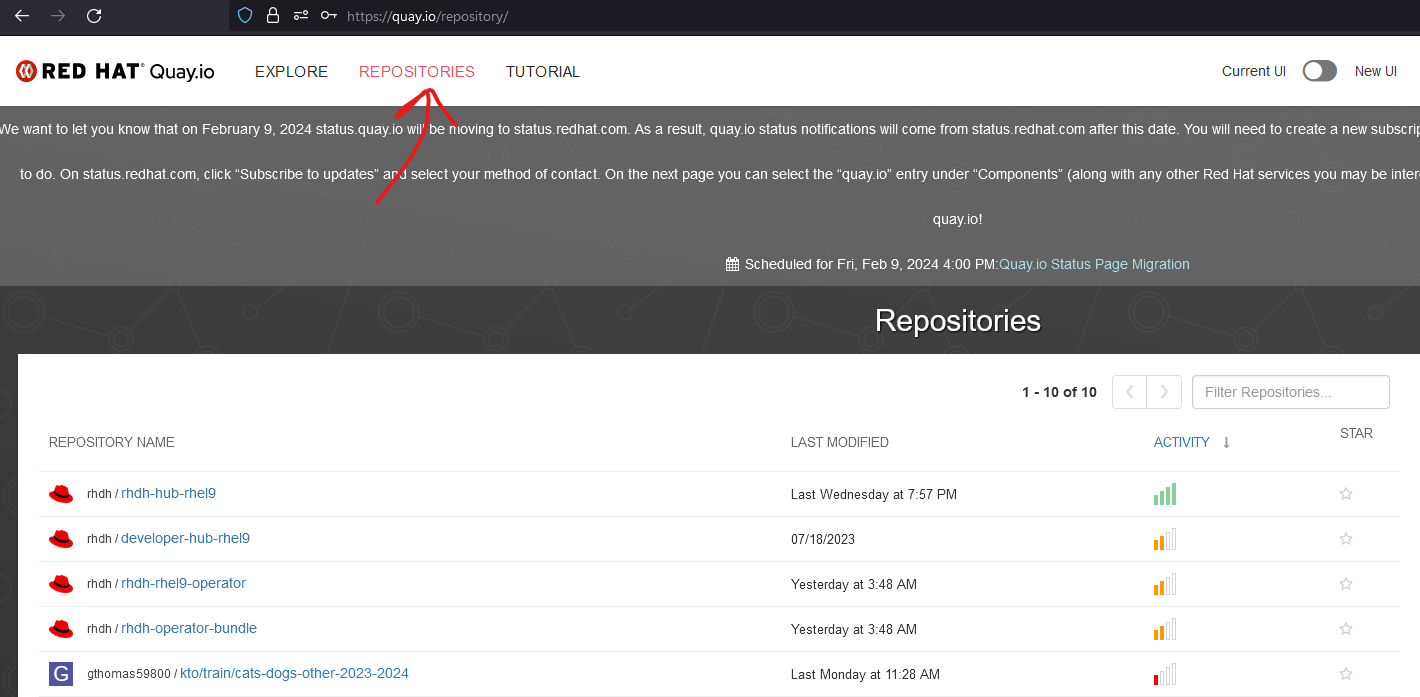 https://quay.io/repository/
RED HAT® Quay.io EXPLORE REPOSITORIES TUTORIAL Current UI New UI
We want to let you know that on February 9, 2024 status.quay.io will be moving to status.redhat.com. As a result, quay.io status notifications will come from status.redhat.com after this date. You will need to create a new
to do. On status.redhat.com, click “Subscribe to updates” and select your method of contact. On the next page you can select the “quay.io” entry under “Components” (along with any other Red Hat services you may be
quay.io!
Scheduled for Fri, Feb 9, 2024 4:00 PM:Quay.io Status Page Migration
Repositories
1 - 10 of 10 Filter Repositories...
REPOSITORY NAME LAST MODIFIED ACTIVITY ↓ STAR
rhdh / rhdh-hub-rhel9 Last Wednesday at 7:57 PM
rhdh / developer-hub-rhel9 07/18/2023
rhdh / rhdh-rhel9-operator Yesterday at 3:48 AM
rhdh / rhdh-operator-bundle Yesterday at 3:48 AM
G gthomas59800 / kto/train/cats-dogs-other-2023-2024 Last Monday at 11:28 AM